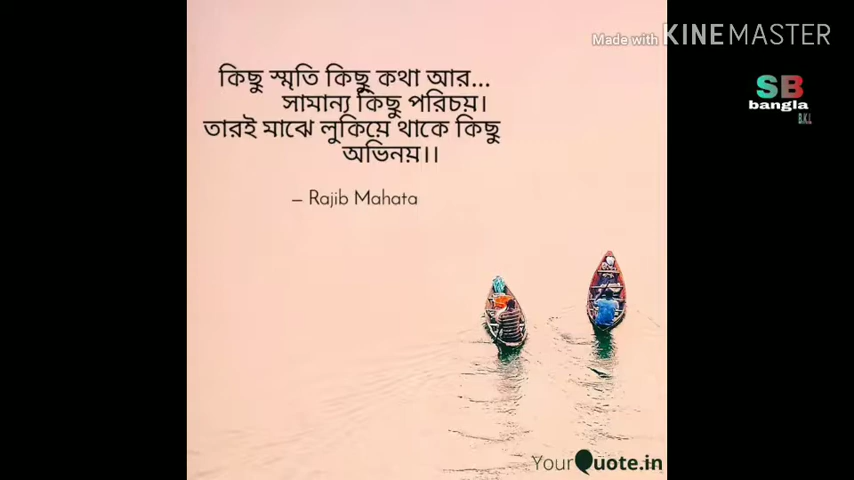 Made with KINEMASTER
SB
bangla
B.K.L
কিছু স্মৃতি কিছু কথা আর...
সামান্য কিছু পরিচয়।
তারই মাঝে লুকিয়ে থাকে কিছু
অভিনয়।।
– Rajib Mahata
YourQuote.in